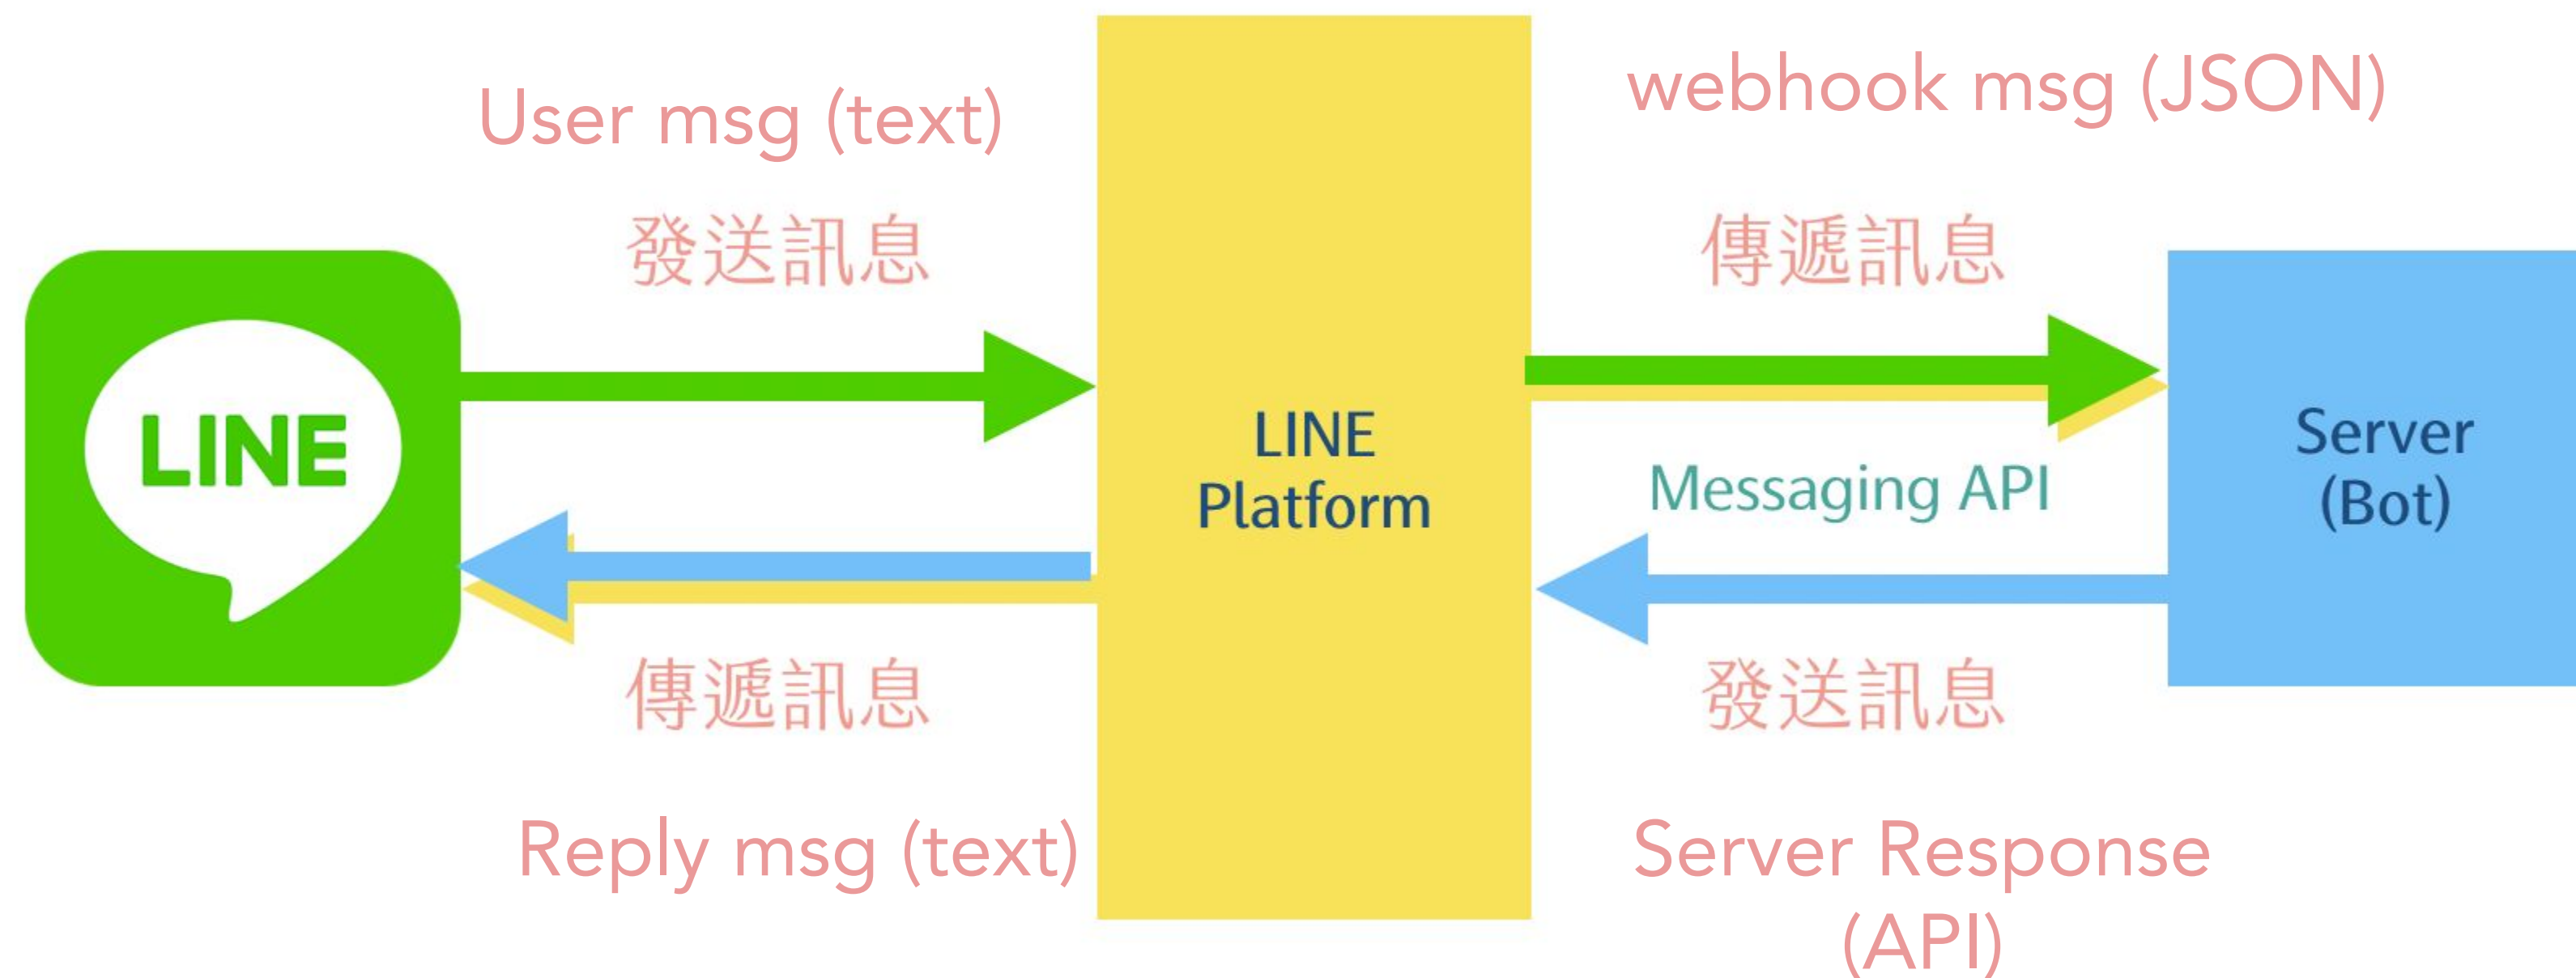 User msg (text)
webhook msg (JSON)
發送訊息
傳遞訊息
LINE
LINE
Platform
Messaging API
Server
(Bot)
傳遞訊息
發送訊息
Reply msg (text)
Server Response
(API)